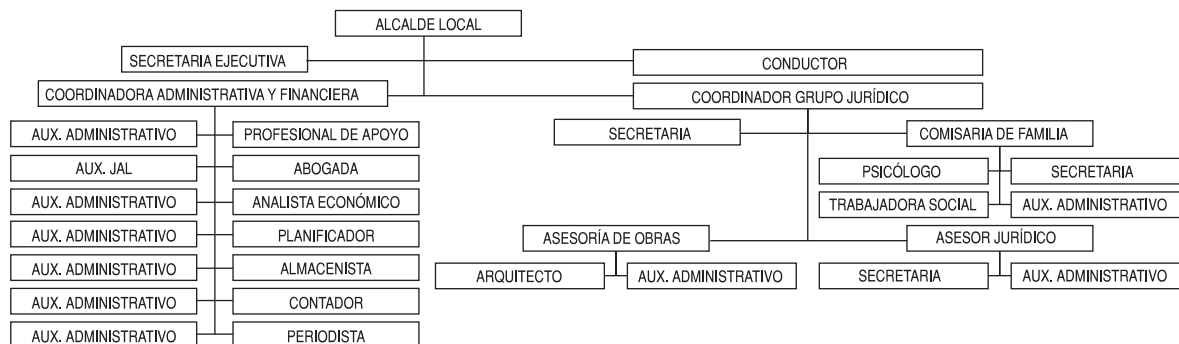 ALCALDE LOCAL
SECRETARIA EJECUTIVA
CONDUCTOR
COORDINADORA ADMINISTRATIVA Y FINANCIERA
COORDINADOR GRUPO JURÍDICO
AUX. ADMINISTRATIVO
PROFESIONAL DE APOYO
AUX. JAL
ABOGADA
AUX. ADMINISTRATIVO
ANALISTA ECONÓMICO
AUX. ADMINISTRATIVO
PLANIFICADOR
AUX. ADMINISTRATIVO
ALMACENISTA
AUX. ADMINISTRATIVO
CONTADOR
AUX. ADMINISTRATIVO
PERIODISTA
SECRETARIA
COMISARIA DE FAMILIA
PSICÓLOGO
SECRETARIA
TRABAJADORA SOCIAL
AUX. ADMINISTRATIVO
ASESORÍA DE OBRAS
ASESOR JURÍDICO
ARQUITECTO
AUX. ADMINISTRATIVO
SECRETARIA
AUX. ADMINISTRATIVO